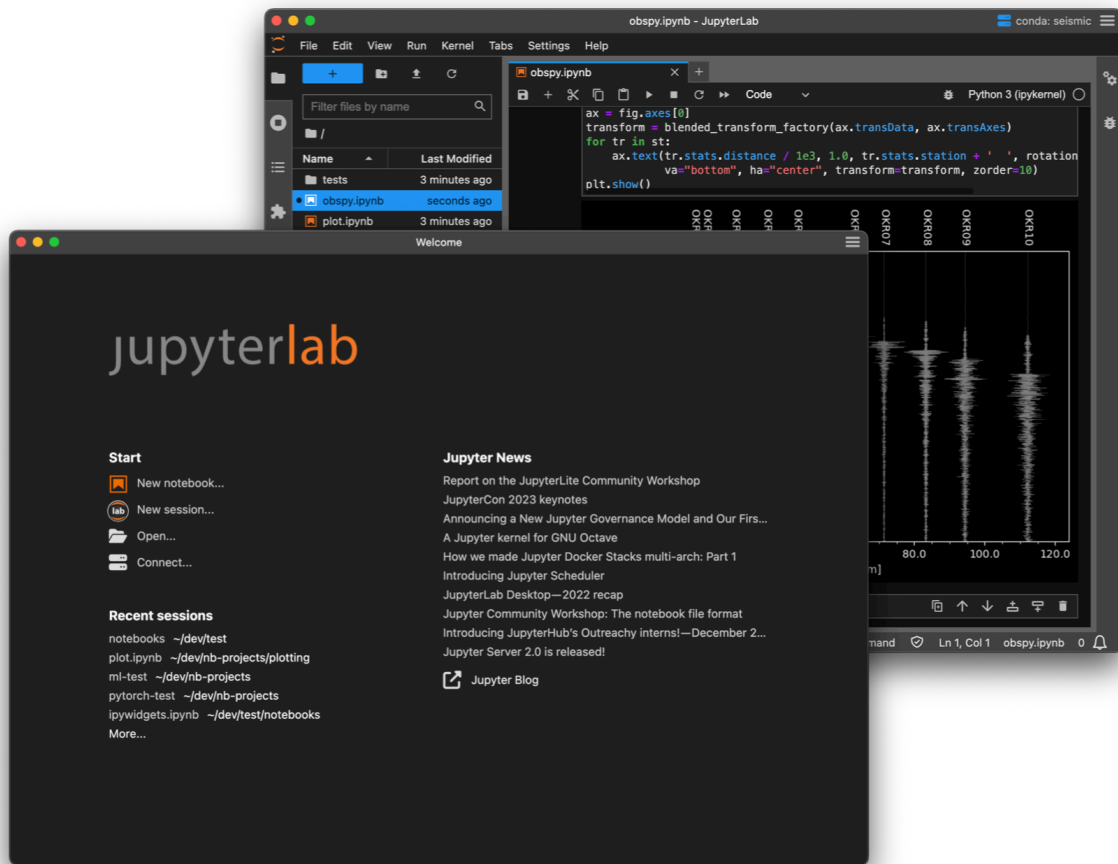 obspy.ipynb - JupyterLab
conda: seismic
File Edit View Run Kernel Tabs Settings Help
obspy.ipynb
Filter files by name
Code
Python 3 (ipykernel)
/
Name Last Modified
tests 3 minutes ago
obspy.ipynb seconds ago
plot.ipynb 3 minutes ago
ax = fig.axes[0]
transform = blended_transform_factory(ax.transData, ax.transAxes)
for tr in st:
    ax.text(tr.stats.distance / 1e3, 1.0, tr.stats.station + '  ', rotation
            va="bottom", ha="center", transform=transform, zorder=10)
plt.show()
OKR07 OKR08 OKR09 OKR10
80.0 100.0 120.0
m]
mand
Ln 1, Col 1 obspy.ipynb 0
Welcome
jupyterlab
Start
New notebook...
lab
New session...
Open...
Connect...
Recent sessions
notebooks ~/dev/test
plot.ipynb ~/dev/nb-projects/plotting
ml-test ~/dev/nb-projects
pytorch-test ~/dev/nb-projects
ipywidgets.ipynb ~/dev/test/notebooks
More...
Jupyter News
Report on the JupyterLite Community Workshop
JupyterCon 2023 keynotes
Announcing a New Jupyter Governance Model and Our Firs...
A Jupyter kernel for GNU Octave
How we made Jupyter Docker Stacks multi-arch: Part 1
Introducing Jupyter Scheduler
JupyterLab Desktop—2022 recap
Jupyter Community Workshop: The notebook file format
Introducing JupyterHub's Outreachy interns!—December 2...
Jupyter Server 2.0 is released!
Jupyter Blog